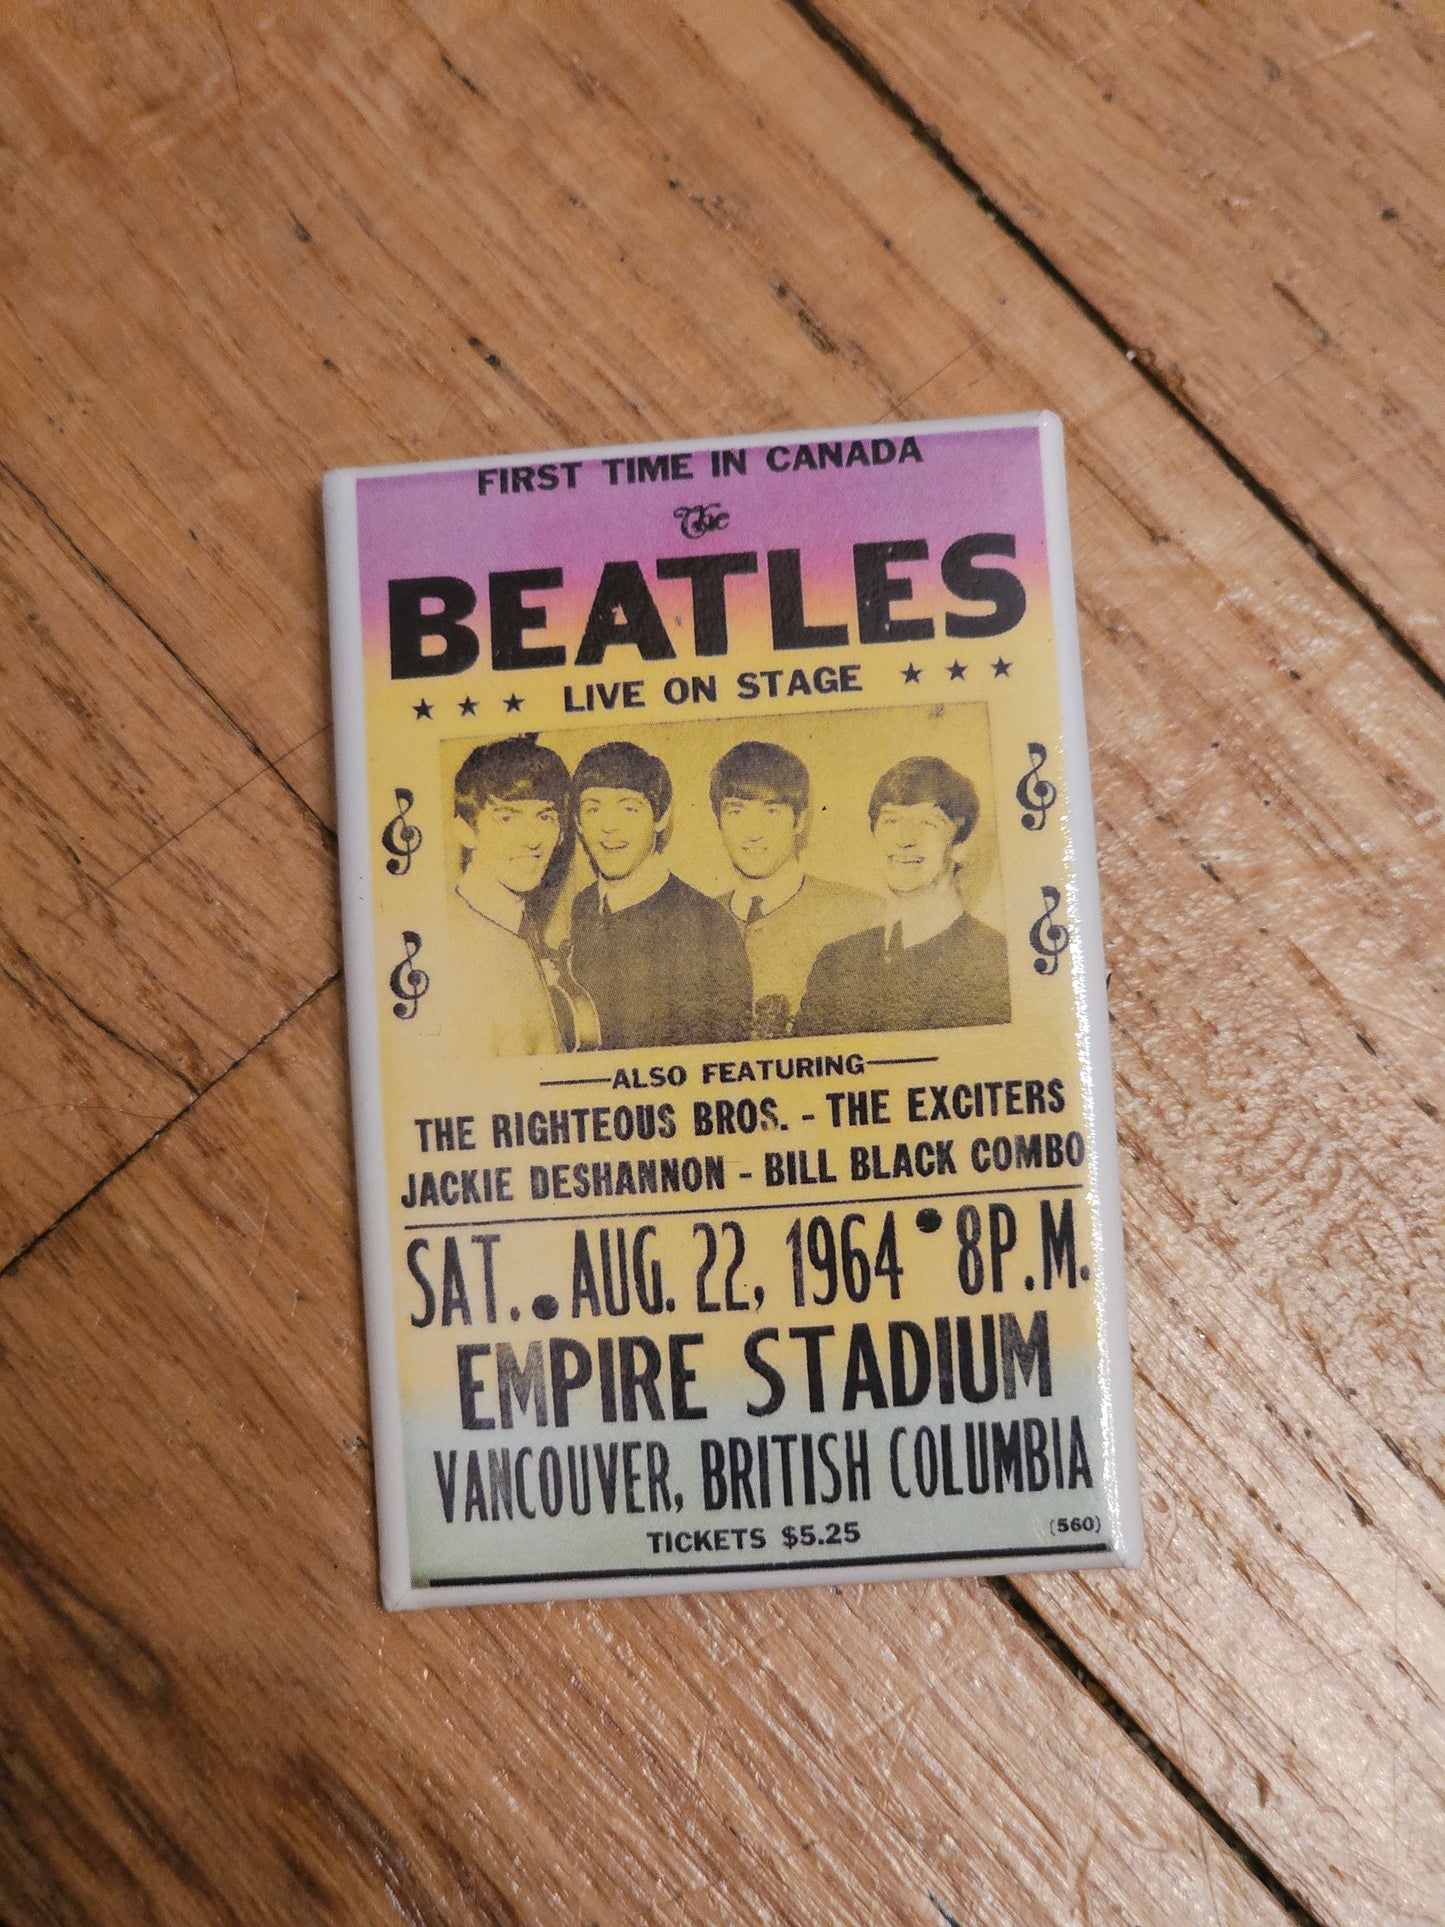 FIRST TIME IN CANADA
The
BEATLES
★ ★ ★ LIVE ON STAGE ★ ★ ★
—ALSO FEATURING—
THE RIGHTEOUS BROS. - THE EXCITERS
JACKIE DESHANNON - BILL BLACK COMBO
SAT. • AUG. 22, 1964 • 8P.M.
EMPIRE STADIUM
VANCOUVER, BRITISH COLUMBIA
TICKETS $5.25 (560)